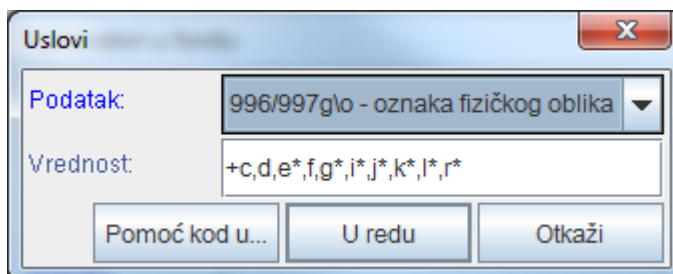 Uslovi
Podatak: 996/997g\o - oznaka fizičkog oblika
Vrednost: +c,d,e*,f,g*,i*,j*,k*,l*,r*
Pomoć kod u... U redu Otkaži